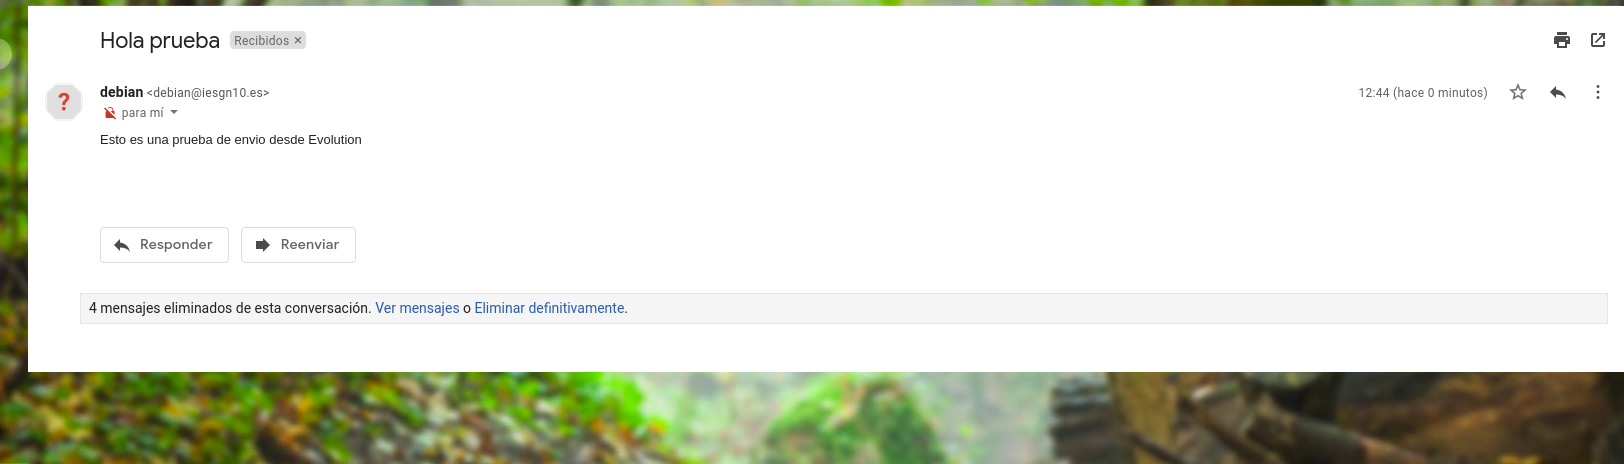 Hola prueba Recibidos ×
debian <debian@iesgn10.es> 12:44 (hace 0 minutos)
?
para mí
Esto es una prueba de envio desde Evolution
Responder Reenviar
4 mensajes eliminados de esta conversación. Ver mensajes o Eliminar definitivamente.